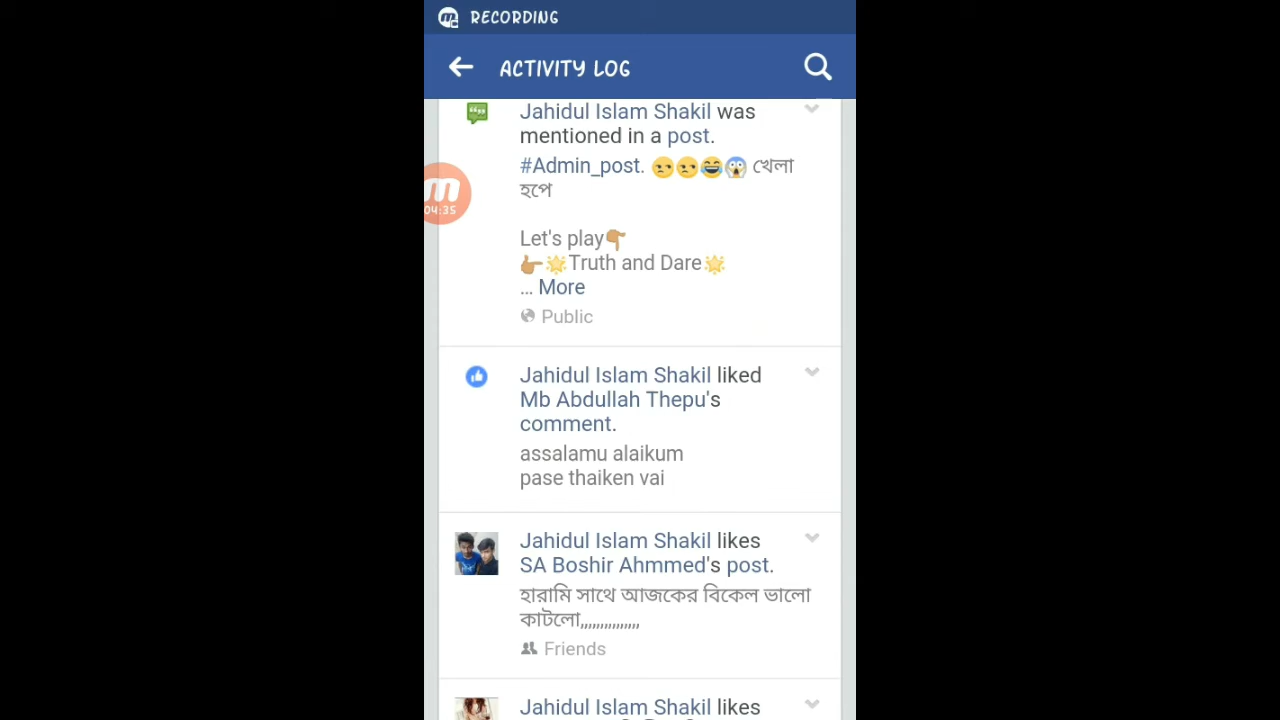 RECORDING
ACTIVITY LOG
Jahidul Islam Shakil was
mentioned in a post.
#Admin_post. 😒😒😂😱 খেলা
হপে
04:35
Let's play👇
👉🌟Truth and Dare🌟
... More
Public
Jahidul Islam Shakil liked
Mb Abdullah Thepu's
comment.
assalamu alaikum
pase thaiken vai
Jahidul Islam Shakil likes
SA Boshir Ahmmed's post.
হারামি সাথে আজকের বিকেল ভালো
কাটলো,,,,,,,,,,,,,,,
Friends
Jahidul Islam Shakil likes